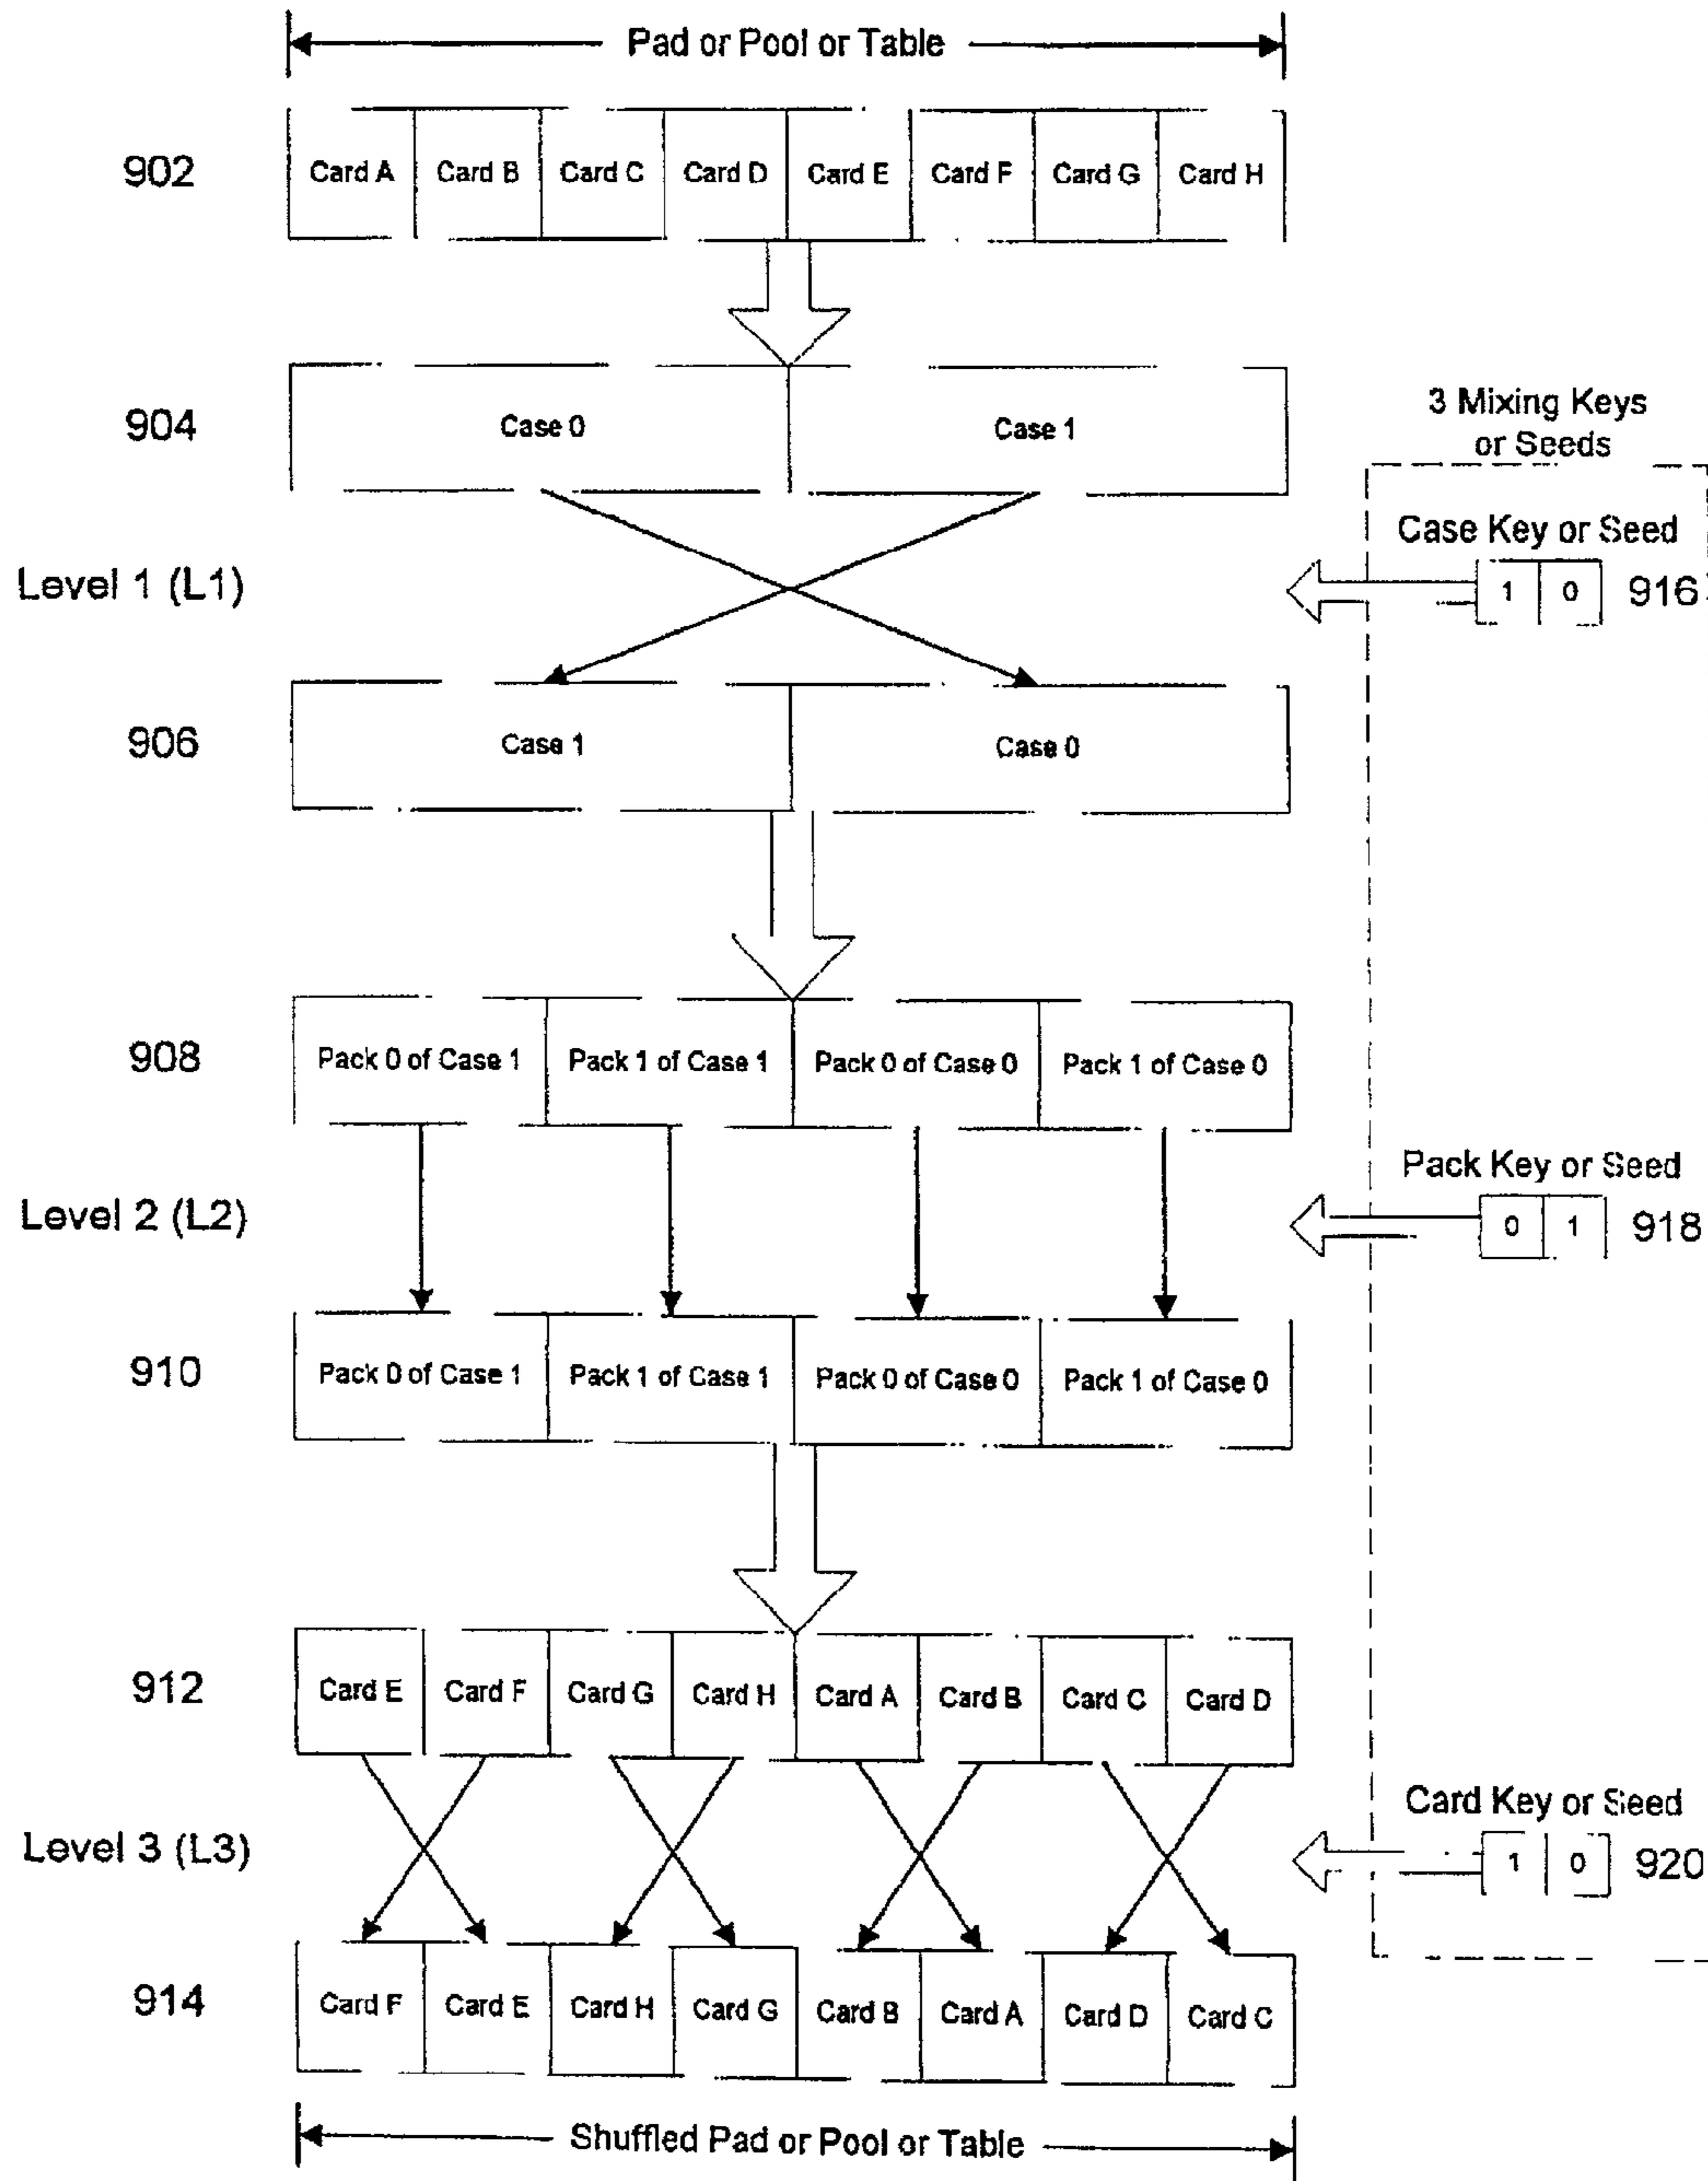 Pad or Pool or Table
902
Card A Card B Card C Card D Card E Card F Card G Card H
904
Case 0 Case 1
3 Mixing Keys
or Seeds
Case Key or Seed
Level 1 (L1)
1 0 916
906
Case 1 Case 0
908
Pack 0 of Case 1 Pack 1 of Case 1 Pack 0 of Case 0 Pack 1 of Case 0
Pack Key or Seed
Level 2 (L2)
0 1 918
910
Pack 0 of Case 1 Pack 1 of Case 1 Pack 0 of Case 0 Pack 1 of Case 0
912
Card E Card F Card G Card H Card A Card B Card C Card D
Card Key or Seed
Level 3 (L3)
1 0 920
914
Card F Card E Card H Card G Card B Card A Card D Card C
Shuffled Pad or Pool or Table